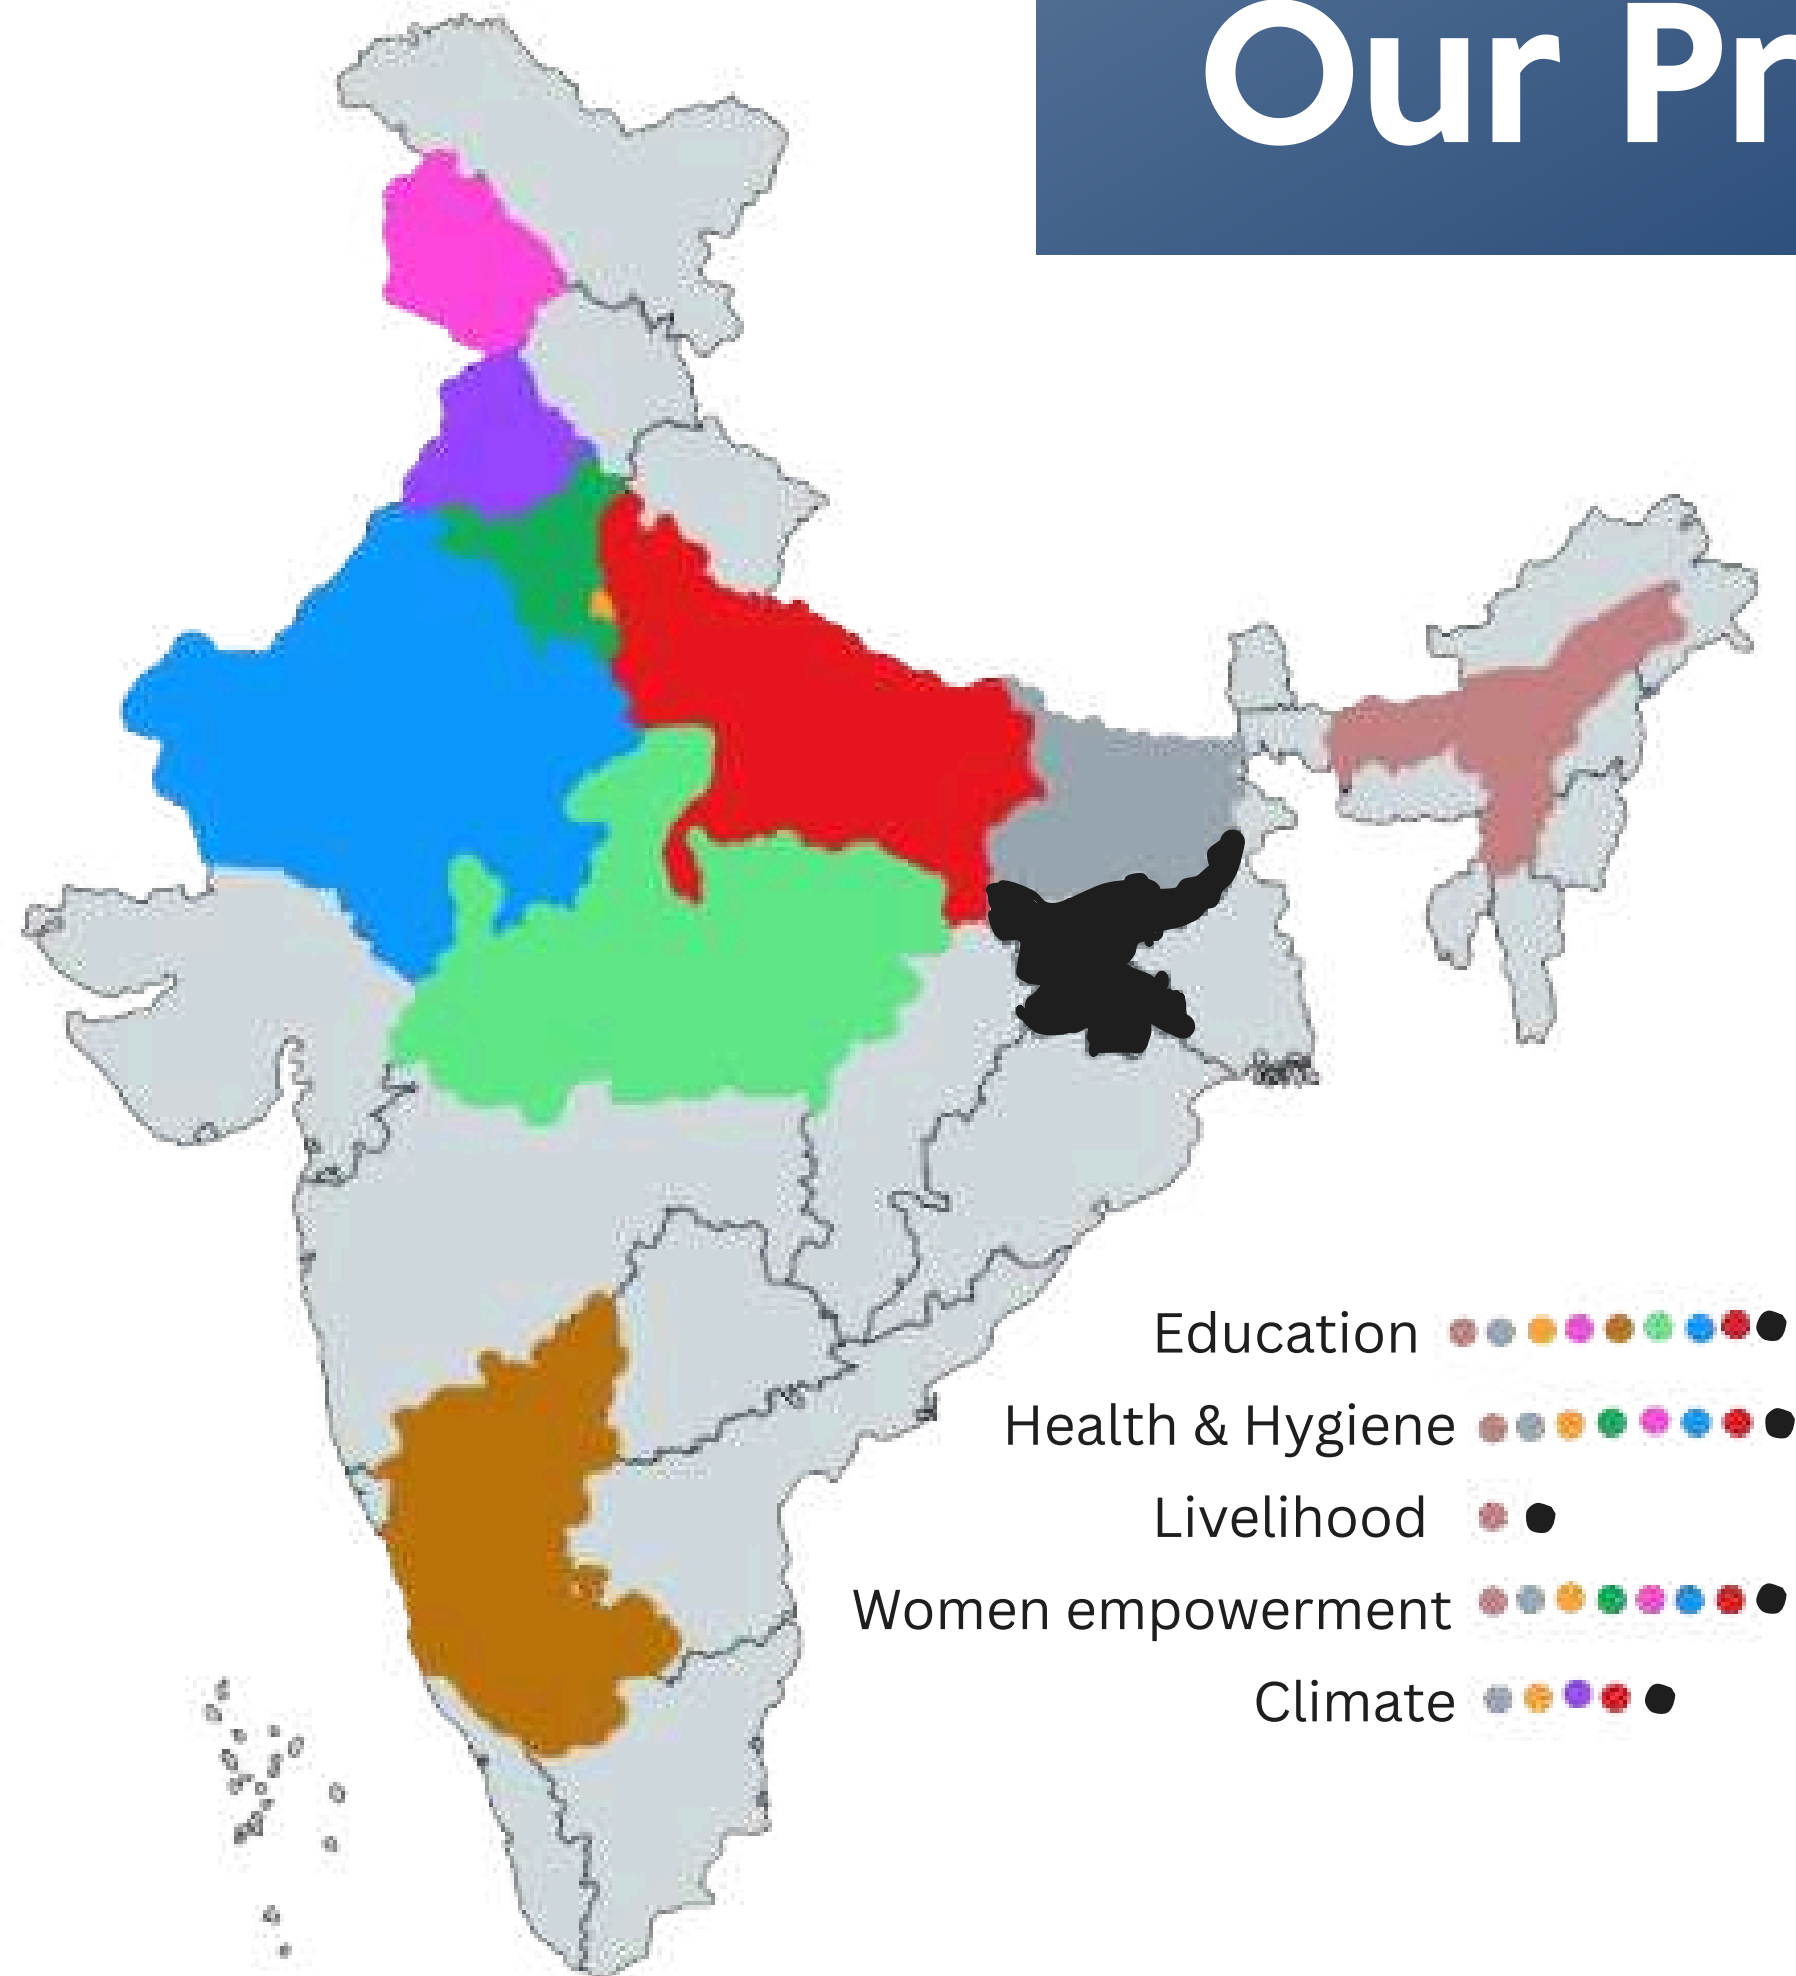 Our Pr
Education
Health & Hygiene
Livelihood
Women empowerment
Climate